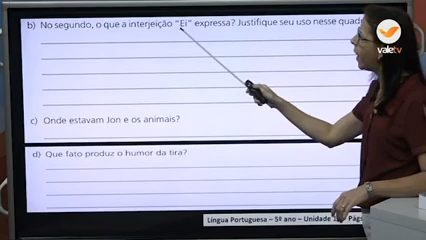 b) No segundo, o que a interjeição "Ei" expressa? Justifique seu uso nesse
valetv
c) Onde estavam Jon e os animais?
d) Que fato produz o humor da tira?
Língua Portuguesa – 5º ano – Unidade